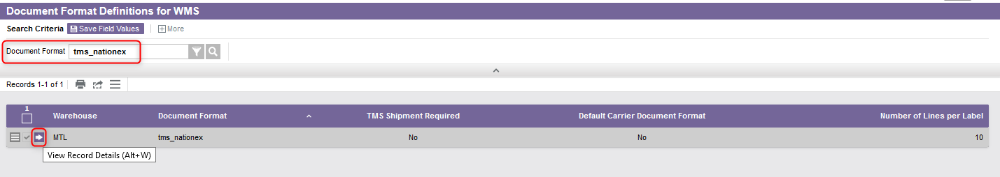 Document Format Definitions for WMS
Search Criteria Save Field Values More
Document Format tms_nationex
Records 1-1 of 1
1
Warehouse Document Format TMS Shipment Required Default Carrier Document Format Number of Lines per Label
MTL tms_nationex No No 10
View Record Details (Alt+W)